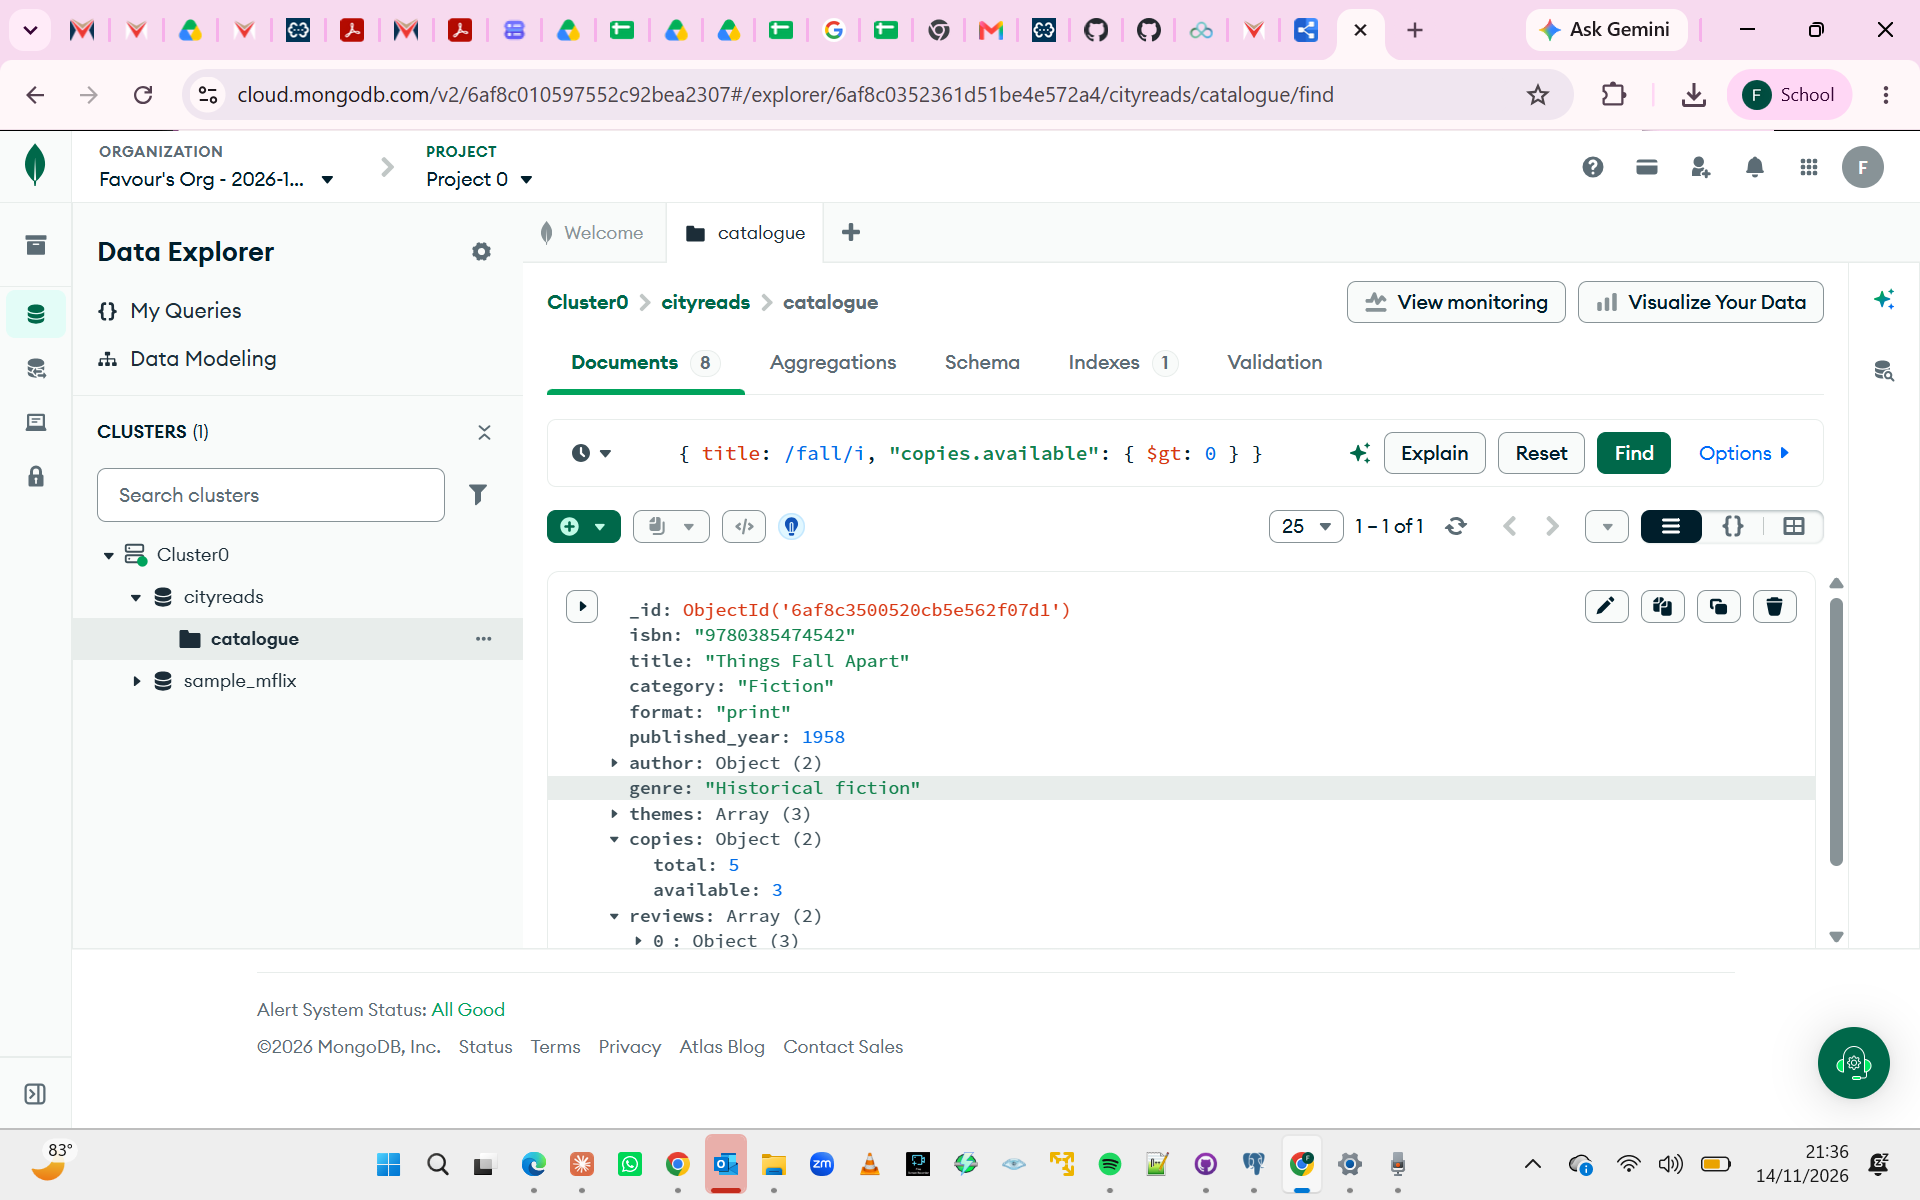 Ask Gemini
cloud.mongodb.com/v2/6af8c010597552c92bea2307#/explorer/6af8c0352361d51be4e572a4/cityreads/catalogue/find
F School
ORGANIZATION
Favour's Org - 2026-1...
PROJECT
Project 0
F
Data Explorer
My Queries
Data Modeling
CLUSTERS (1)
Search clusters
Cluster0
cityreads
catalogue
sample_mflix
Welcome
catalogue
Cluster0 > cityreads > catalogue
View monitoring
Visualize Your Data
Documents 8
Aggregations
Schema
Indexes 1
Validation
{ title: /fall/i, "copies.available": { $gt: 0 } }
Explain
Reset
Find
Options
25
1 – 1 of 1
_id: ObjectId('6af8c3500520cb5e562f07d1')
isbn: "9780385474542"
title: "Things Fall Apart"
category: "Fiction"
format: "print"
published_year: 1958
author: Object (2)
genre: "Historical fiction"
themes: Array (3)
copies: Object (2)
total: 5
available: 3
reviews: Array (2)
0 : Object (3)
Alert System Status: All Good
©2026 MongoDB, Inc. Status Terms Privacy Atlas Blog Contact Sales
83°
zm
21:36
14/11/2026